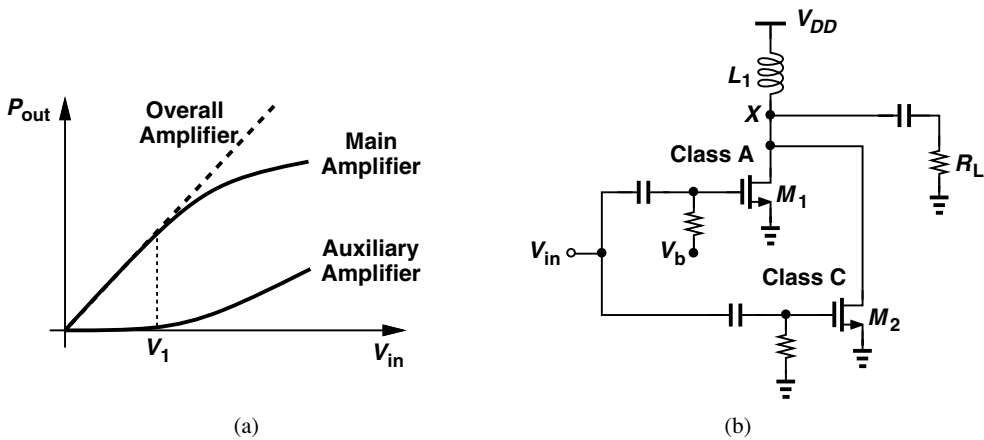 P_out
Overall
Amplifier
Main
Amplifier
Auxiliary
Amplifier
V_1
V_in
(a)
V_DD
L_1
X
Class A
R_L
M_1
V_in
V_b
Class C
M_2
(b)